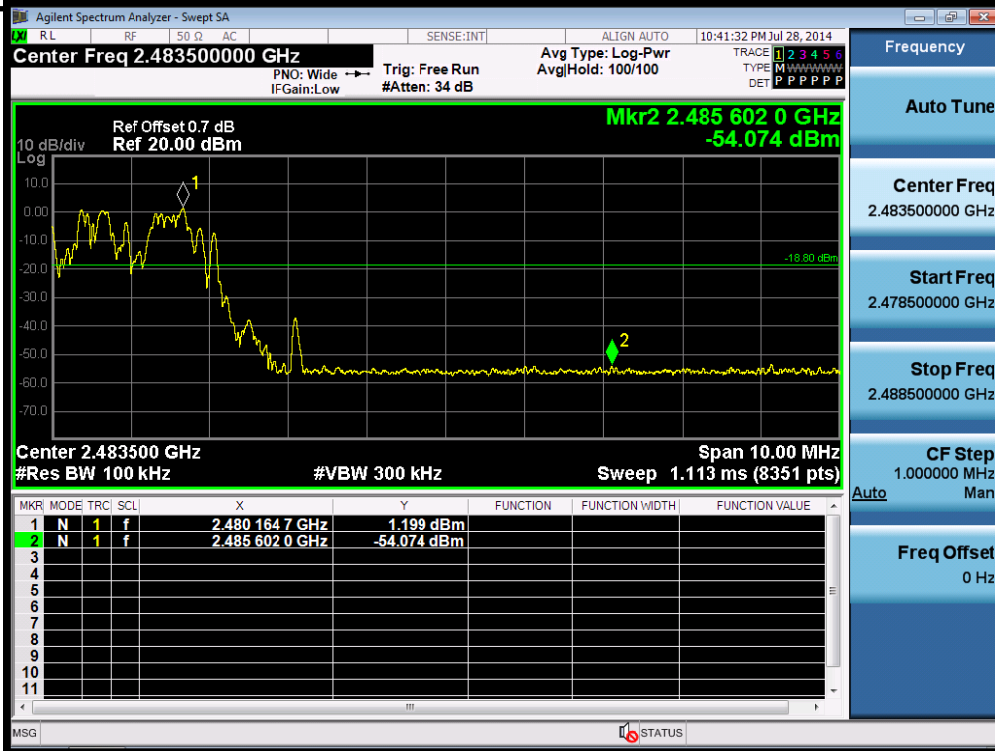 Agilent Spectrum Analyzer - Swept SA
LXI RL RF 50 Ω AC SENSE:INT ALIGN AUTO 10:41:32 PM Jul 28, 2014
Center Freq 2.483500000 GHz
PNO: Wide
IFGain:Low
Trig: Free Run
#Atten: 34 dB
Avg Type: Log-Pwr
Avg|Hold: 100/100
TRACE 1 2 3 4 5 6
TYPE M W W W W W
DET P P P P P P
Mkr2 2.485 602 0 GHz
-54.074 dBm
Ref Offset 0.7 dB
10 dB/div Ref 20.00 dBm
Log
10.0
0.00
-10.0
-20.0
-30.0
-40.0
-50.0
-60.0
-70.0
1
-18.80 dBm
2
Center 2.483500 GHz Span 10.00 MHz
#Res BW 100 kHz #VBW 300 kHz Sweep 1.113 ms (8351 pts)
MKR MODE TRC SCL X Y FUNCTION FUNCTION WIDTH FUNCTION VALUE
1 N 1 f 2.480 164 7 GHz 1.199 dBm
2 N 1 f 2.485 602 0 GHz -54.074 dBm
3
4
5
6
7
8
9
10
11
MSG STATUS
Frequency
Auto Tune
Center Freq
2.483500000 GHz
Start Freq
2.478500000 GHz
Stop Freq
2.488500000 GHz
CF Step
1.000000 MHz
Auto Man
Freq Offset
0 Hz